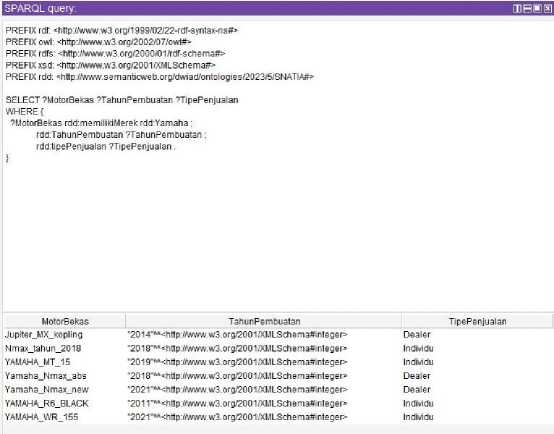 SPARQL query:
PREFIX rdf: <http://www.w3.org/1999/02/22-rdf-syntax-ns#>
PREFIX owl: <http://www.w3.org/2002/07/owl#>
PREFIX rdfs: <http://www.w3.org/2000/01/rdf-schema#>
PREFIX xsd: <http://www.w3.org/2001/XMLSchema#>
PREFIX rdd: <http://www.semanticweb.org/dwiad/ontologies/2023/5/SNATIA#>
SELECT ?MotorBekas ?TahunPembuatan ?TipePenjualan
WHERE {
?MotorBekas rdd:memilikiMerek rdd:Yamaha ;
rdd:TahunPembuatan ?TahunPembuatan ;
rdd:tipePenjualan ?TipePenjualan .
}
MotorBekas TahunPembuatan TipePenjualan
Jupiter_MX_kopling "2014"^^<http://www.w3.org/2001/XMLSchema#integer> Dealer
Nmax_tahun_2018 "2018"^^<http://www.w3.org/2001/XMLSchema#integer> Individu
YAMAHA_MT_15 "2019"^^<http://www.w3.org/2001/XMLSchema#integer> Individu
Yamaha_Nmax_abs "2018"^^<http://www.w3.org/2001/XMLSchema#integer> Dealer
Yamaha_Nmax_new "2021"^^<http://www.w3.org/2001/XMLSchema#integer> Dealer
YAMAHA_R6_BLACK "2011"^^<http://www.w3.org/2001/XMLSchema#integer> Individu
YAMAHA_WR_155 "2021"^^<http://www.w3.org/2001/XMLSchema#integer> Individu